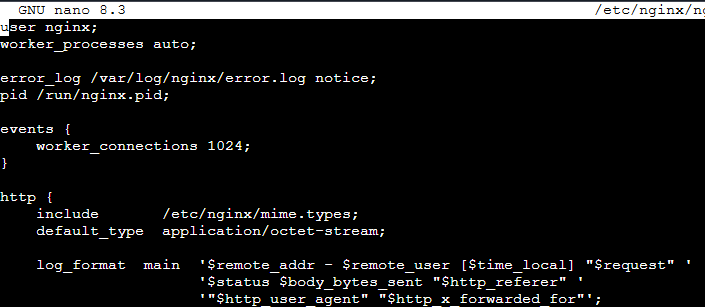 GNU nano 8.3 /etc/nginx/ng
user nginx;
worker_processes auto;
error_log /var/log/nginx/error.log notice;
pid /run/nginx.pid;
events {
    worker_connections 1024;
}
http {
    include       /etc/nginx/mime.types;
    default_type  application/octet-stream;
    log_format  main  '$remote_addr - $remote_user [$time_local] "$request" '
                      '$status $body_bytes_sent "$http_referer" '
                      '"$http_user_agent" "$http_x_forwarded_for"';